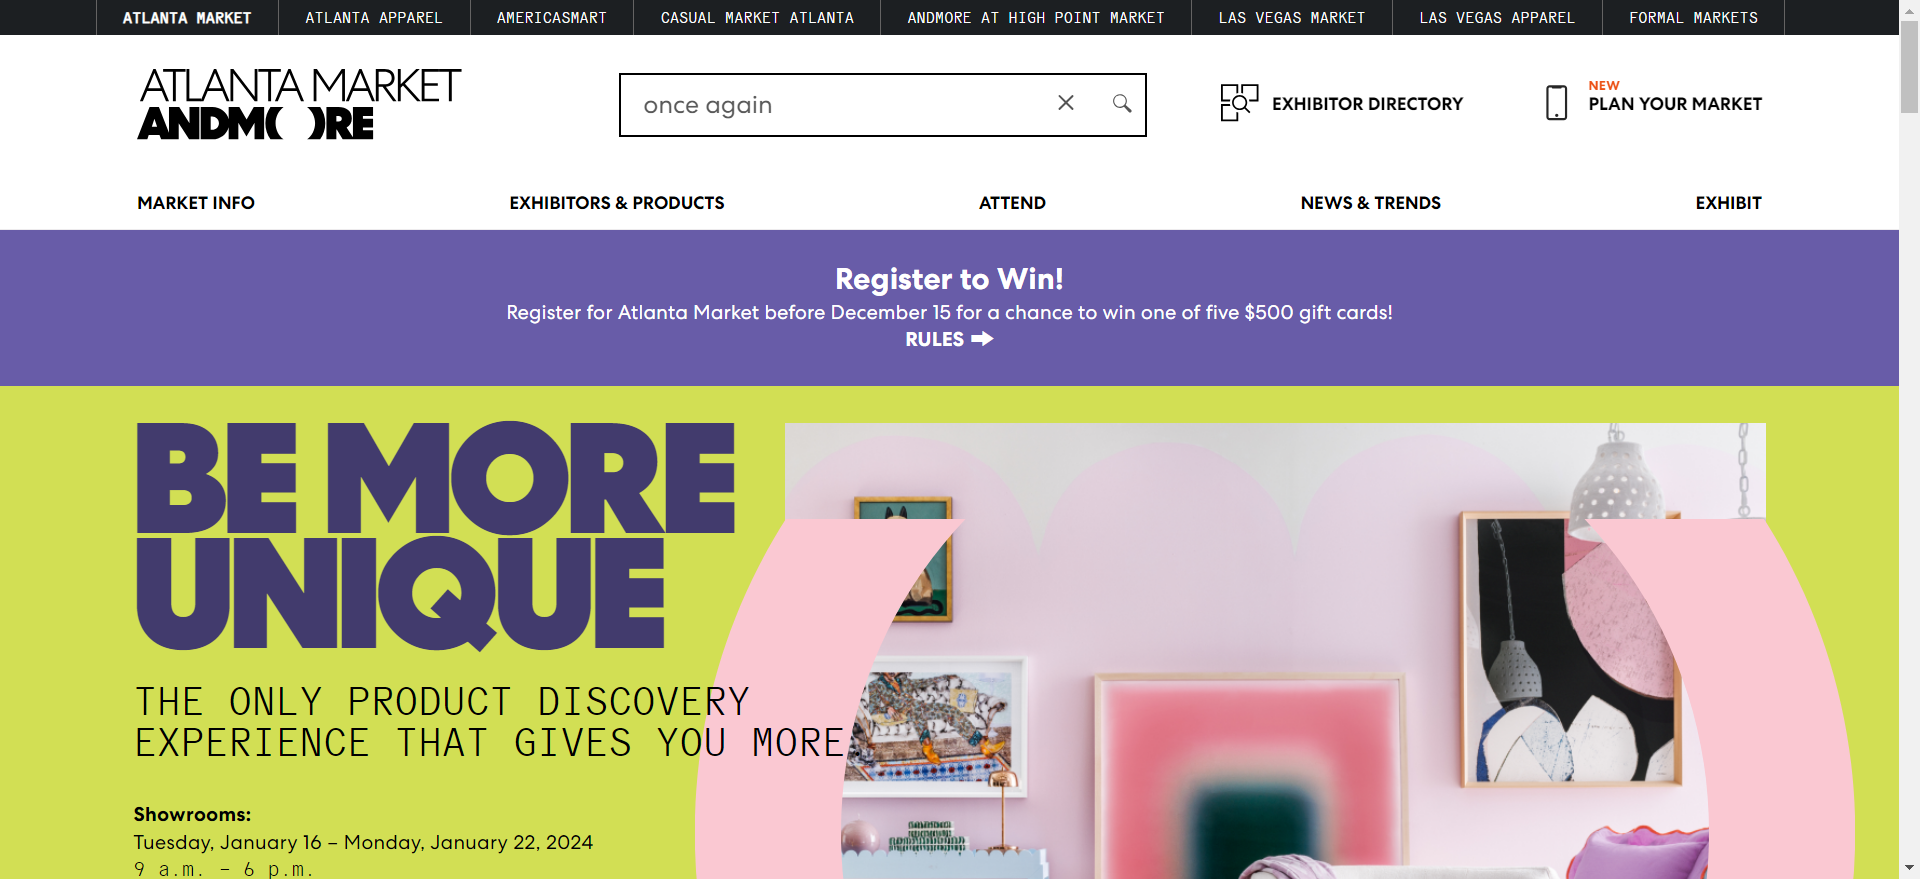 ATLANTA MARKET
ATLANTA APPAREL
AMERICASMART
CASUAL MARKET ATLANTA
ANDMORE AT HIGH POINT MARKET
LAS VEGAS MARKET
LAS VEGAS APPAREL
FORMAL MARKETS
ATLANTA MARKET
ANDM( )RE
once again
EXHIBITOR DIRECTORY
NEW
PLAN YOUR MARKET
MARKET INFO
EXHIBITORS & PRODUCTS
ATTEND
NEWS & TRENDS
EXHIBIT
Register to Win!
Register for Atlanta Market before December 15 for a chance to win one of five $500 gift cards!
RULES
BE MORE
UNIQUE
THE ONLY PRODUCT DISCOVERY
EXPERIENCE THAT GIVES YOU MORE
Showrooms:
Tuesday, January 16 – Monday, January 22, 2024
9 a.m. – 6 p.m.